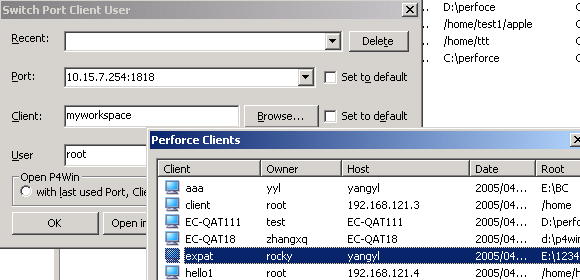 Switch Port Client User
Recent:
Delete
Port:
10.15.7.254:1818
Set to default
Client:
myworkspace
Browse...
Set to default
User
root
Open P4Win
with last used Port, Clie
OK
Open in
.. D:\perfoce
.. /home/test1/apple
.. /home/ttt
.. C:\perforce
Perforce Clients
Client Owner Host Date Root
aaa yyl yangyl 2005/04... E:\BC
client root 192.168.121.3 2005/04... /home
EC-QAT111 test EC-QAT111 2005/04... D:\
EC-QAT18 zhangxq EC-QAT18 2005/04... d:\p4win
expat rocky yangyl 2005/04... E:\1234
hello1 root 192.168.121.4 2005/04... /home